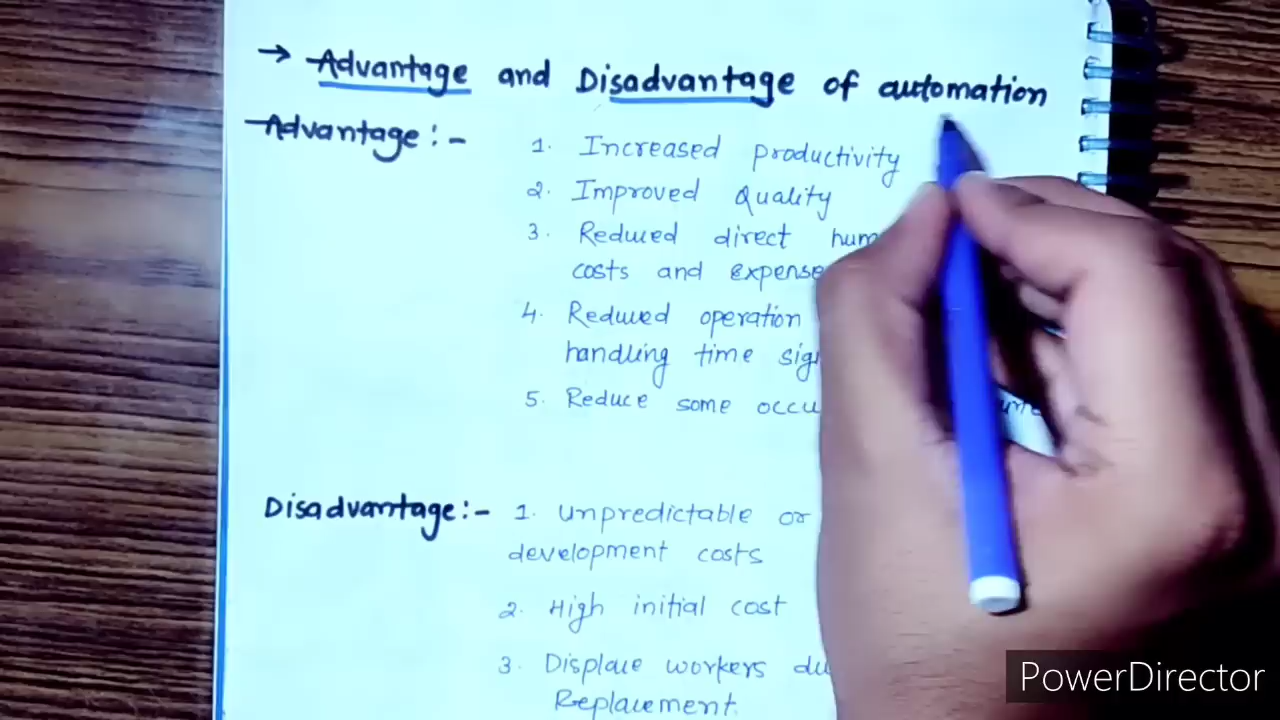 → Advantage and Disadvantage of automation
Advantage :-
1. Increased productivity
2. Improved Quality
3. Reduced direct
costs and expense
4. Reduced operation
handling time
5. Reduce some
Disadvantage:- 1. Unpredictable or
development costs
2. High initial cost
3. Displace workers
Replacement.
PowerDirector